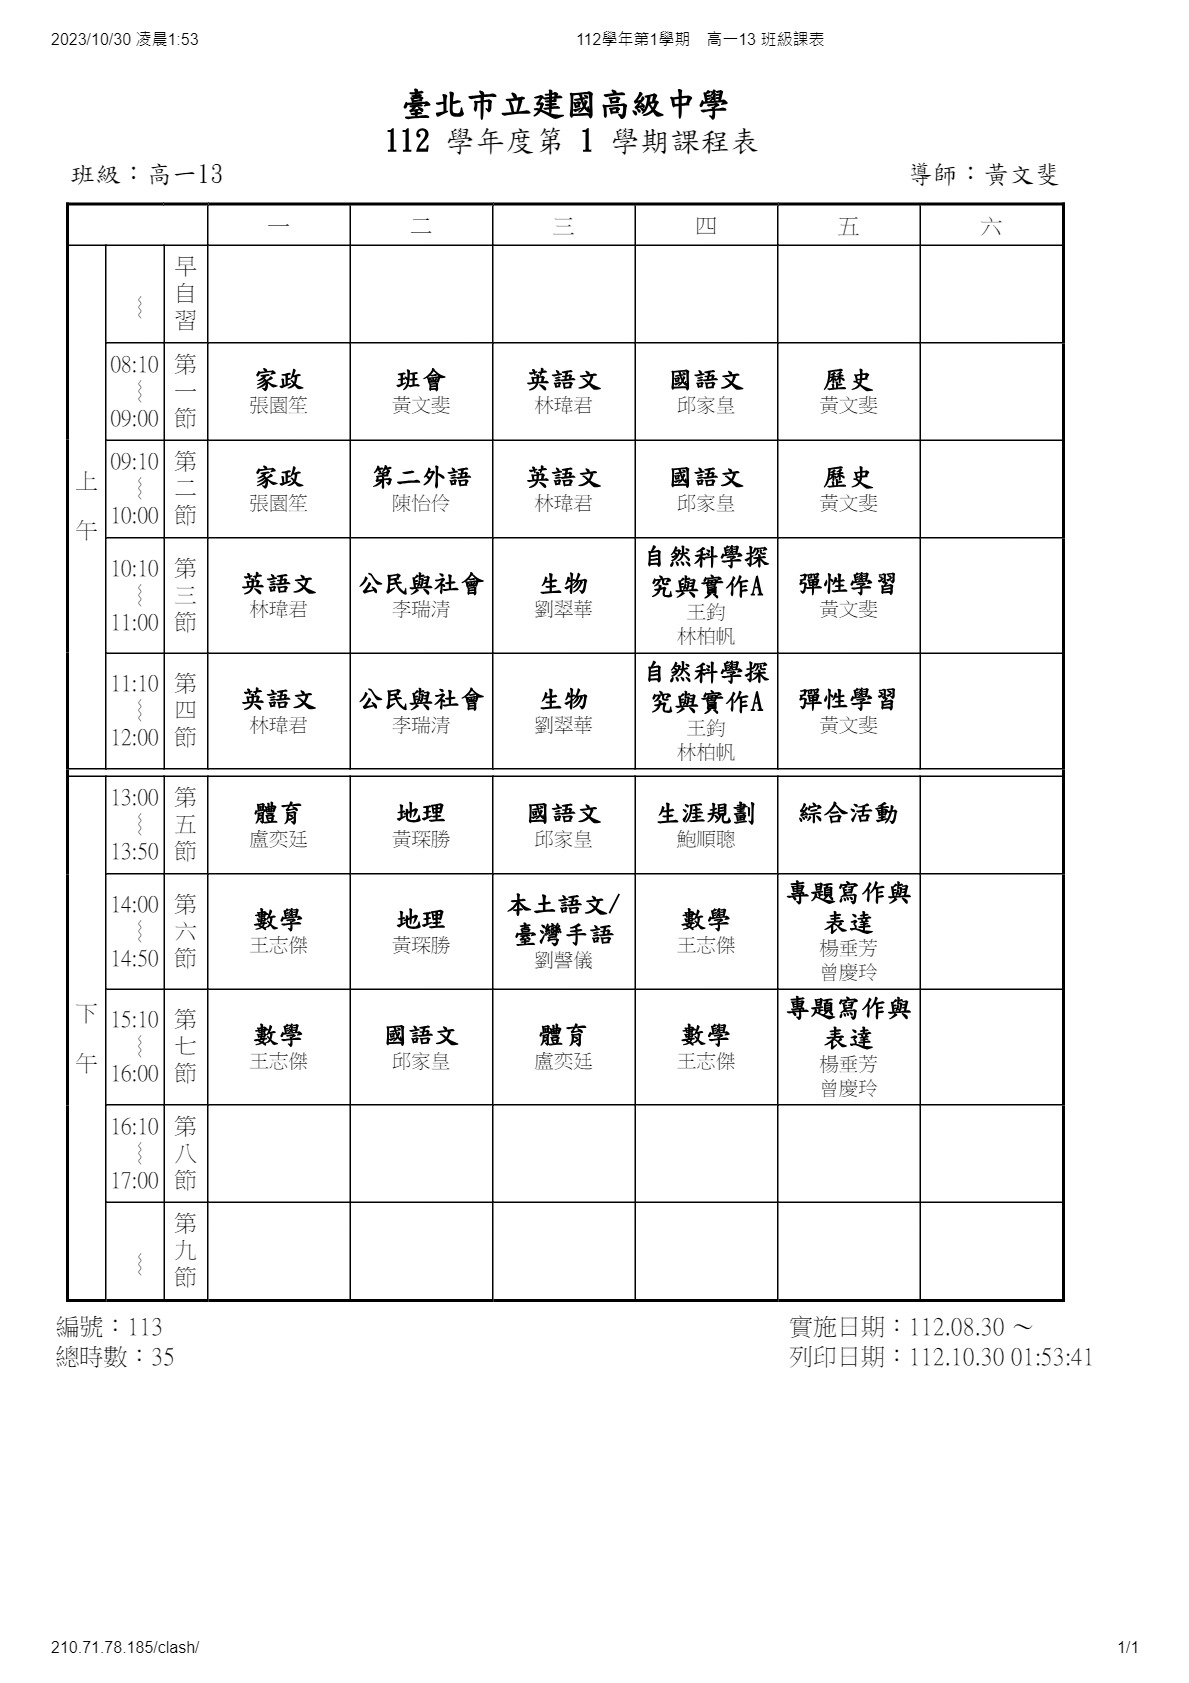 2023/10/30 凌晨1:53
112學年第1學期　高一13 班級課表
臺北市立建國高級中學
112 學年度第 1 學期課程表
班級：高一13
導師：黃文斐
一 二 三 四 五 六
上午
～ 早自習
08:10 ～ 09:00 第一節
家政 張園笙
班會 黃文斐
英語文 林瑋君
國語文 邱家皇
歷史 黃文斐
09:10 ～ 10:00 第二節
家政 張園笙
第二外語 陳怡伶
英語文 林瑋君
國語文 邱家皇
歷史 黃文斐
10:10 ～ 11:00 第三節
英語文 林瑋君
公民與社會 李瑞清
生物 劉翠華
自然科學探究與實作A 王鈞 林柏帆
彈性學習 黃文斐
11:10 ～ 12:00 第四節
英語文 林瑋君
公民與社會 李瑞清
生物 劉翠華
自然科學探究與實作A 王鈞 林柏帆
彈性學習 黃文斐
下午
13:00 ～ 13:50 第五節
體育 盧奕廷
地理 黃琛勝
國語文 邱家皇
生涯規劃 鮑順聰
綜合活動
14:00 ～ 14:50 第六節
數學 王志傑
地理 黃琛勝
本土語文/臺灣手語 劉謦儀
數學 王志傑
專題寫作與表達 楊垂芳 曾慶玲
15:10 ～ 16:00 第七節
數學 王志傑
國語文 邱家皇
體育 盧奕廷
數學 王志傑
專題寫作與表達 楊垂芳 曾慶玲
16:10 ～ 17:00 第八節
～ 第九節
編號：113
總時數：35
實施日期：112.08.30 ～
列印日期：112.10.30 01:53:41
210.71.78.185/clash/
1/1